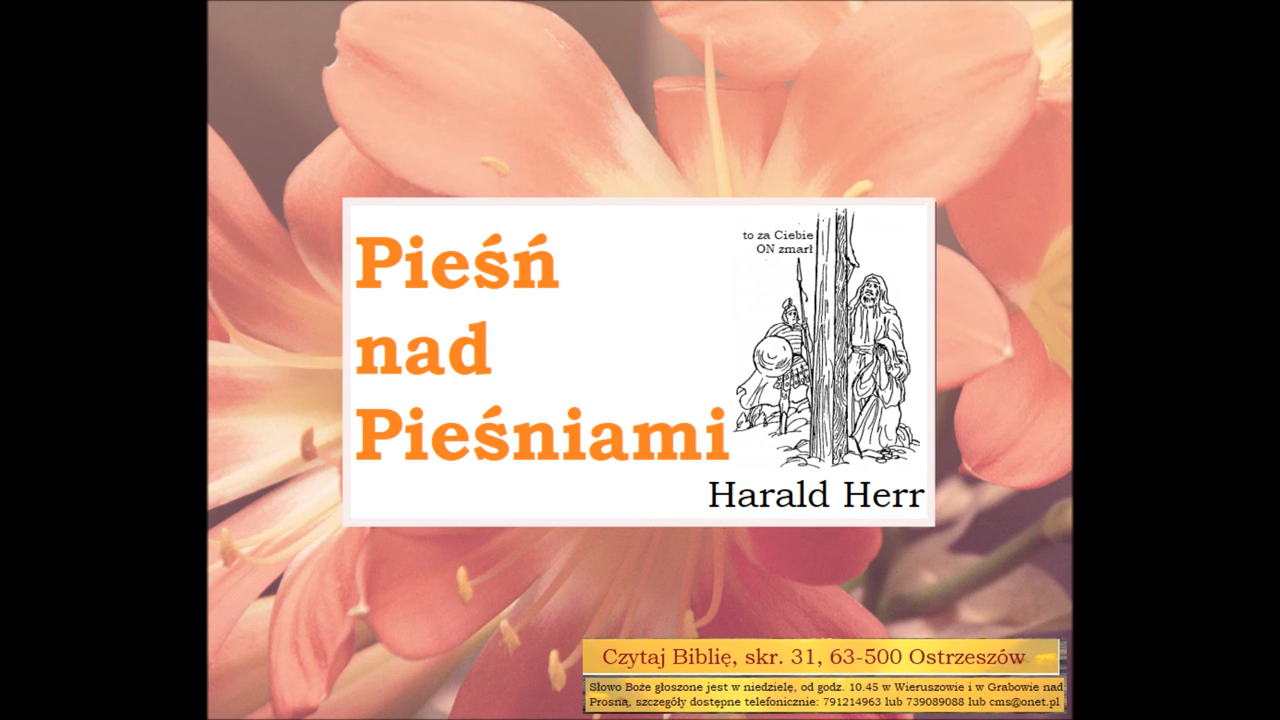 Pieśń
nad
Pieśniami
to za Ciebie
ON zmarł
Harald Herr
Czytaj Biblię, skr. 31, 63-500 Ostrzeszów
Słowo Boże głoszone jest w niedzielę, od godz. 10.45 w Wieruszowie i w Grabowie nad
Prosną, szczegóły dostępne telefonicznie: 791214963 lub 739089088 lub cms@onet.pl